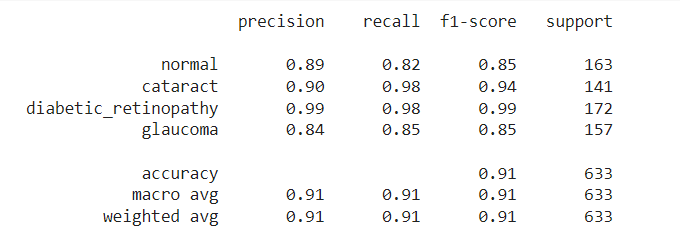 precision recall f1-score support
normal 0.89 0.82 0.85 163
cataract 0.90 0.98 0.94 141
diabetic_retinopathy 0.99 0.98 0.99 172
glaucoma 0.84 0.85 0.85 157
accuracy 0.91 633
macro avg 0.91 0.91 0.91 633
weighted avg 0.91 0.91 0.91 633